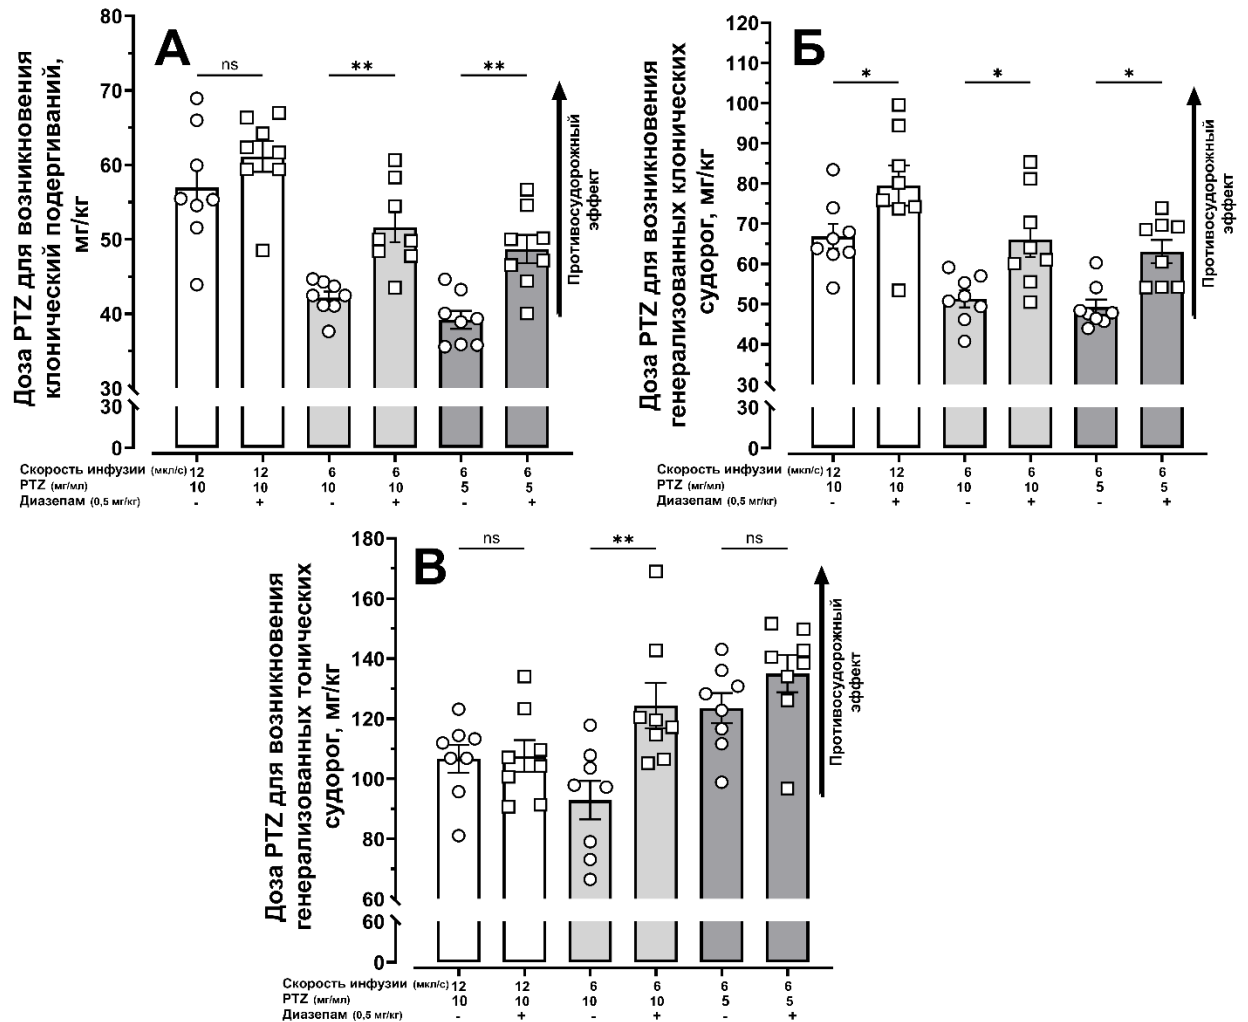 А
Доза PTZ для возникновения
клонический подергиваний,
мг/кг
80
70
60
50
40
30
30
0
ns
**
**
Противосудорожный
эффект
Скорость инфузии (мкл/с) 12 12 6 6 6 6
PTZ (мг/мл) 10 10 10 10 5 5
Диазепам (0,5 мг/кг) - + - + - +
Б
Доза PTZ для возникновения
генерализованных клонических
судорог, мг/кг
120
110
100
90
80
70
60
50
40
30
30
0
*
*
*
Противосудорожный
эффект
Скорость инфузии (мкл/с) 12 12 6 6 6 6
PTZ (мг/мл) 10 10 10 10 5 5
Диазепам (0,5 мг/кг) - + - + - +
В
Доза PTZ для возникновения
генерализованных тонических
судорог, мг/кг
180
160
140
120
100
80
60
60
0
ns
**
ns
Противосудорожный
эффект
Скорость инфузии (мкл/с) 12 12 6 6 6 6
PTZ (мг/мл) 10 10 10 10 5 5
Диазепам (0,5 мг/кг) - + - + - +